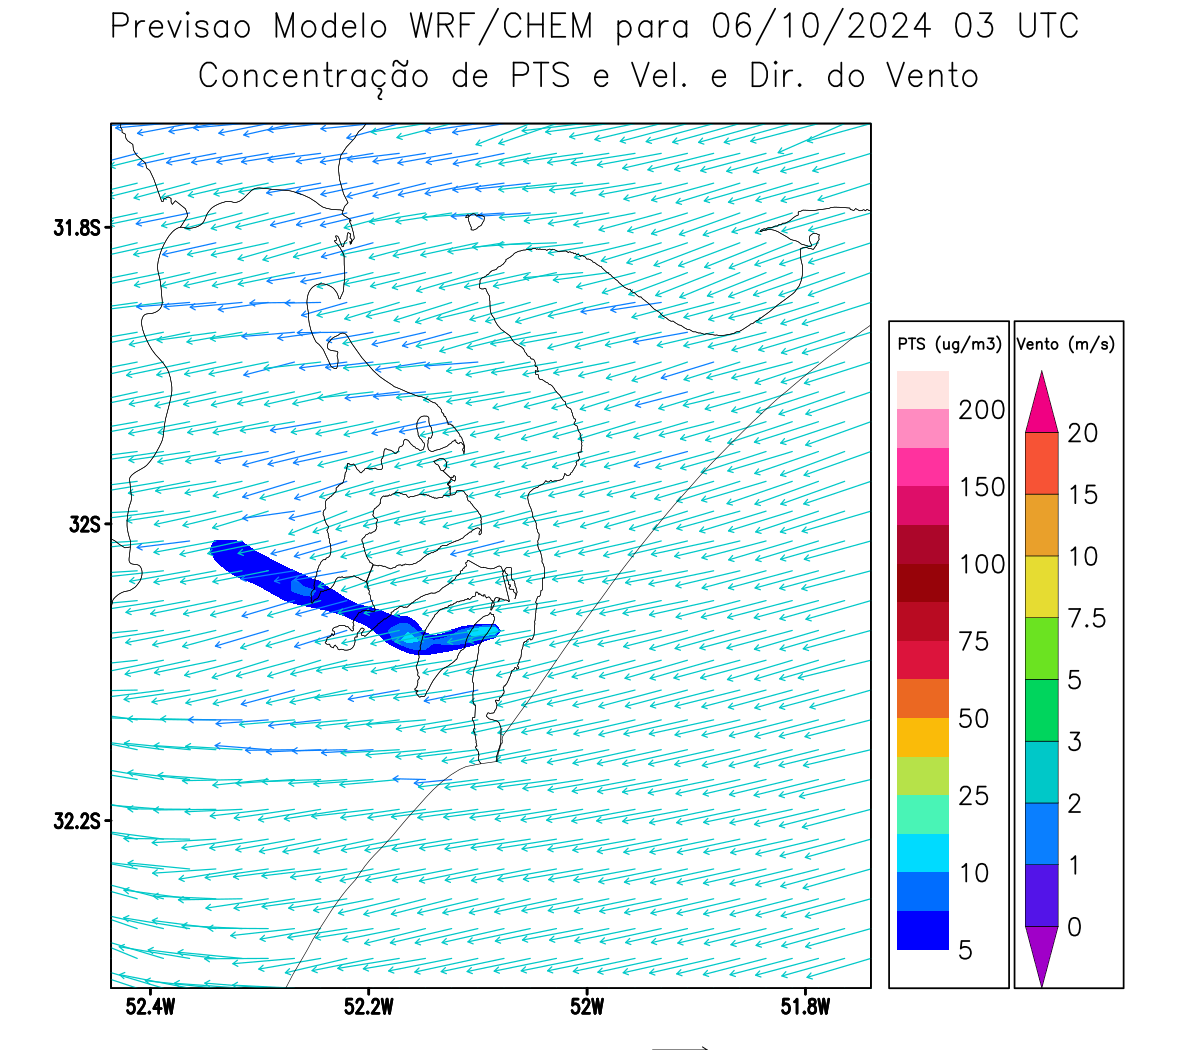 Previsao Modelo WRF/CHEM para 06/10/2024 03 UTC
Concentração de PTS e Vel. e Dir. do Vento
31.8S
32S
32.2S
52.4W
52.2W
52W
51.8W
PTS (ug/m3)
200
150
100
75
50
25
10
5
Vento (m/s)
20
15
10
7.5
5
3
2
1
0